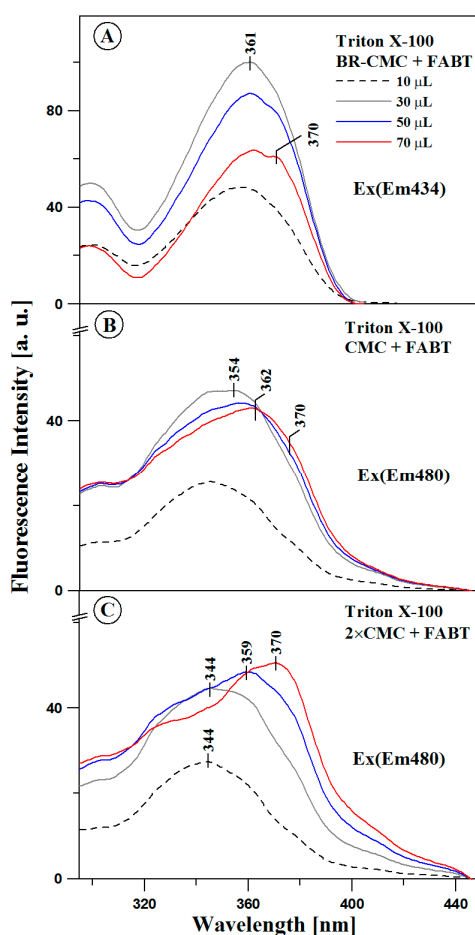 A
Triton X-100
BR-CMC + FABT
10 μL
30 μL
50 μL
70 μL
361
370
Ex(Em434)
80
40
0
B
Triton X-100
CMC + FABT
354
362
370
Ex(Em480)
40
0
C
Triton X-100
2×CMC + FABT
344
359
370
344
Ex(Em480)
40
0
320
360
400
440
Fluorescence Intensity [a. u.]
Wavelength [nm]